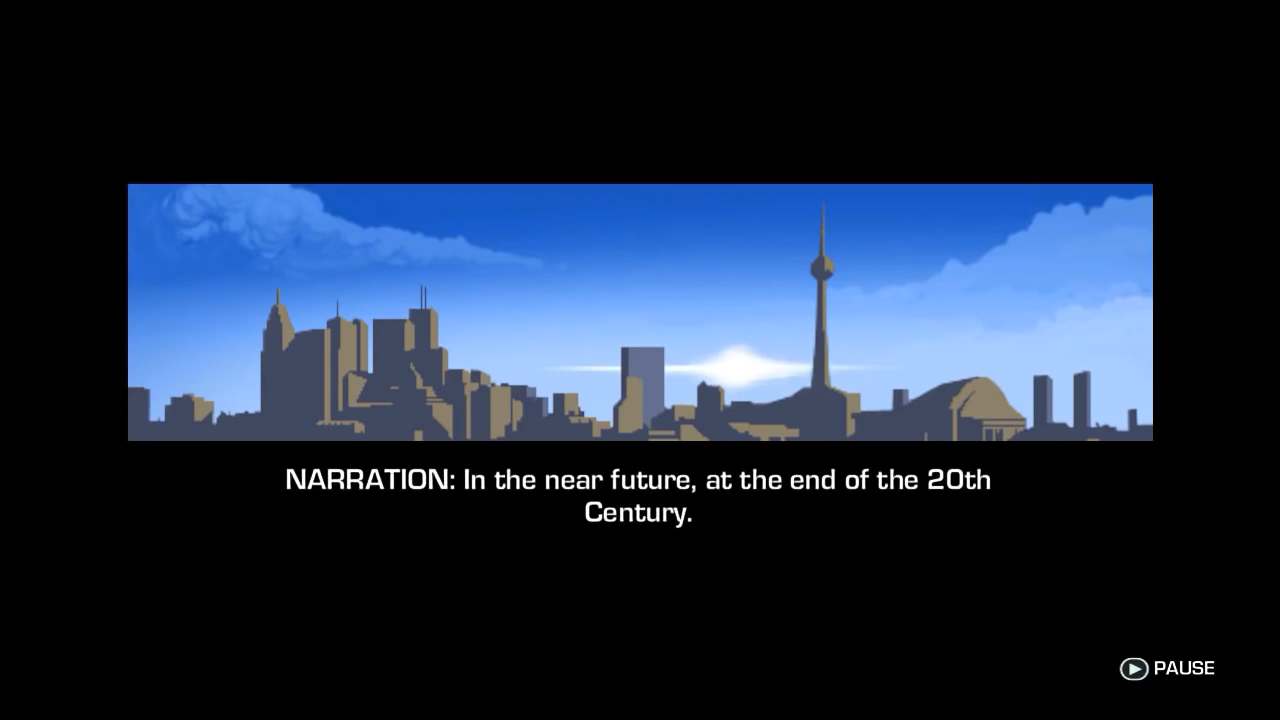 NARRATION: In the near future, at the end of the 20th
Century.
PAUSE